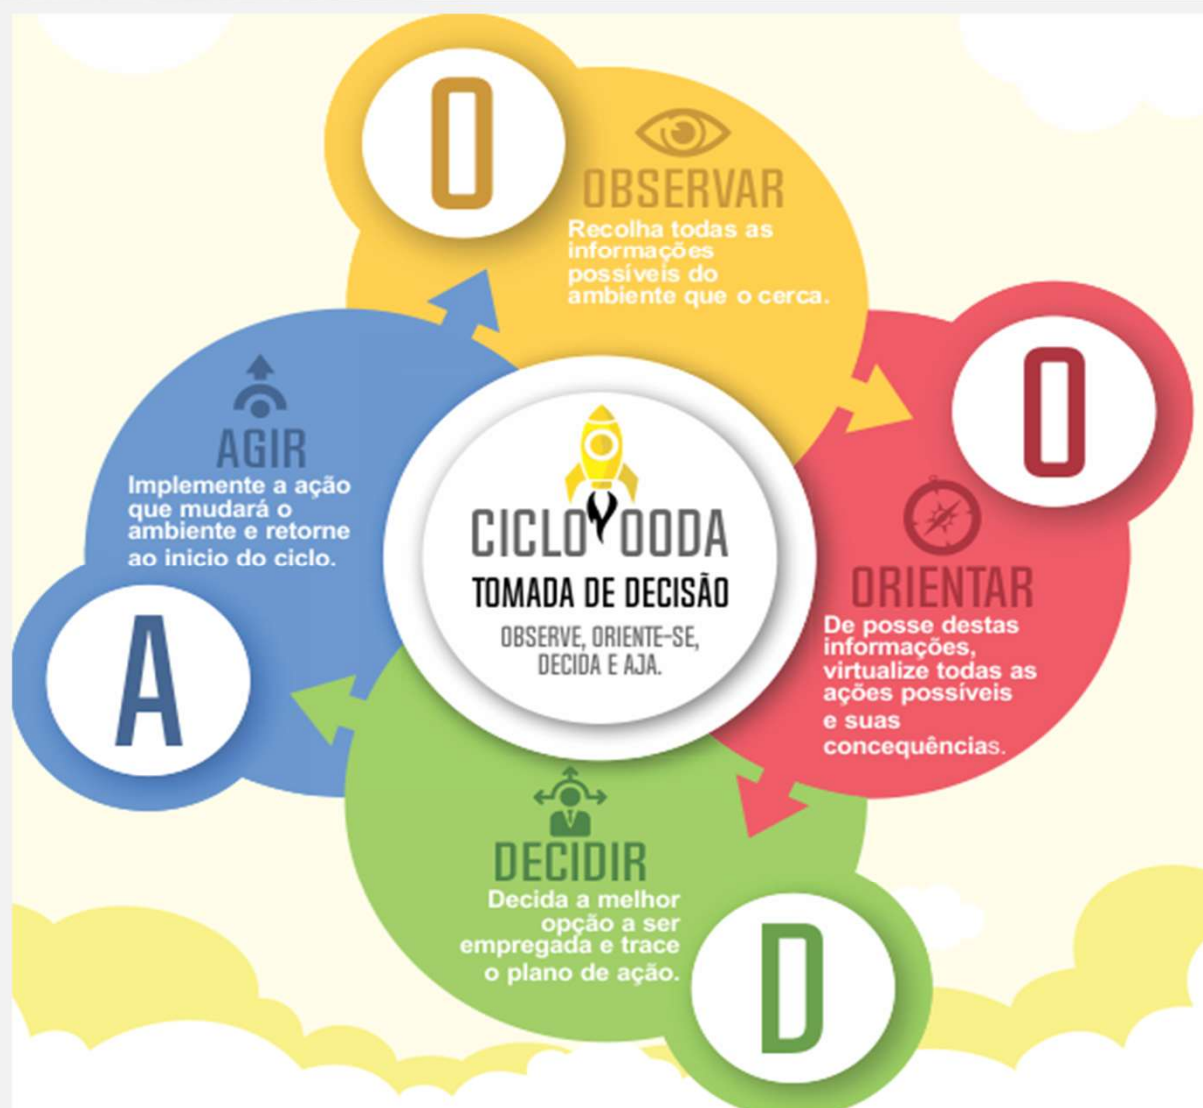 O
OBSERVAR
Recolha todas as
informações
possíveis do
ambiente que o cerca.
O
ORIENTAR
De posse destas
informações,
virtualize todas as
ações possíveis
e suas
concequências.
D
DECIDIR
Decida a melhor
opção a ser
empregada e trace
o plano de ação.
A
AGIR
Implemente a ação
que mudará o
ambiente e retorne
ao inicio do ciclo.
CICLO OODA
TOMADA DE DECISÃO
OBSERVE, ORIENTE-SE,
DECIDA E AJA.